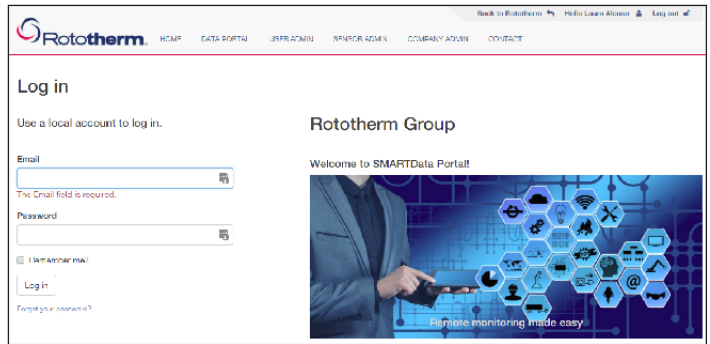 Back to Rototherm Hello Laura Alonso Log out
Rototherm
HOME DATA PORTAL USER ADMIN SENSOR ADMIN COMPANY ADMIN CONTACT
Log in
Use a local account to log in.
Rototherm Group
Email
Welcome to SMARTData Portal!
The Email field is required.
Password
Remember me?
Log in
Forgot your password?
Remote monitoring made easy
@